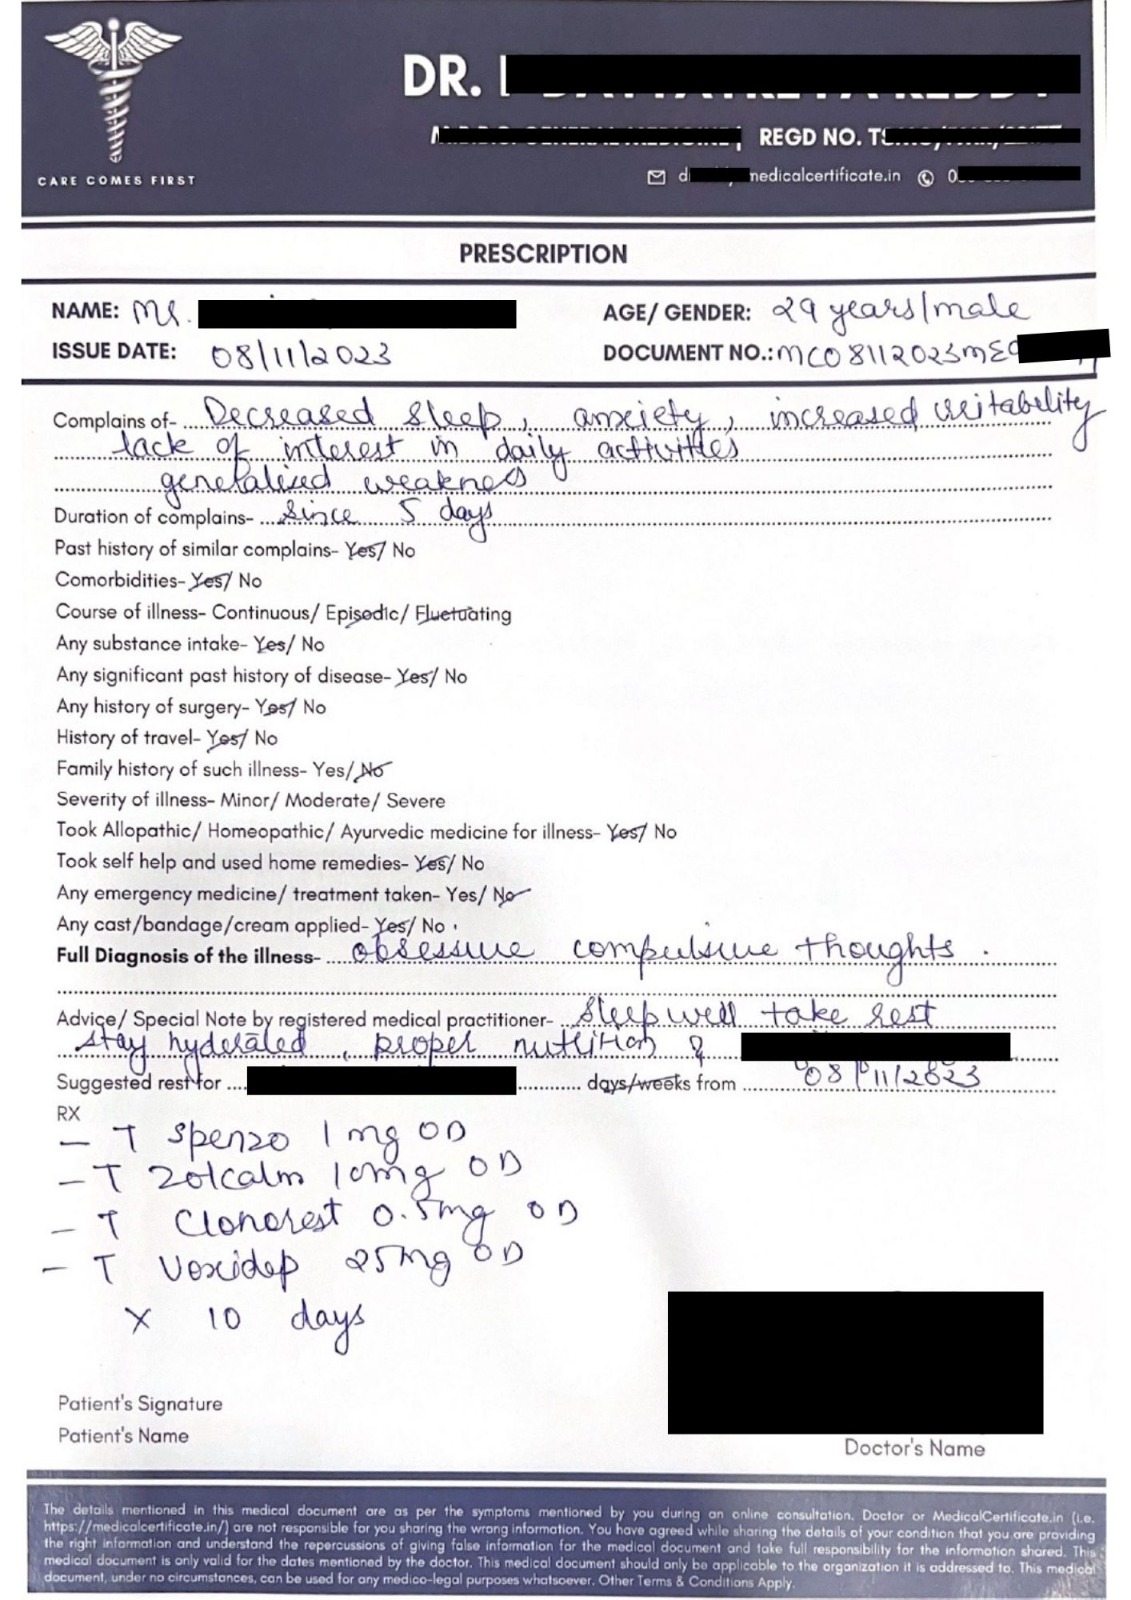 CARE COMES FIRST
DR.
REGD NO. TS
medicalcertificate.in
PRESCRIPTION
NAME: Mr.
AGE/ GENDER: 29 years/male
ISSUE DATE: 08/11/2023
DOCUMENT NO.: MC08112023ME
Complains of- Decreased sleep, anxiety, increased irritability
lack of interest in daily activities
generalised weakness
Duration of complains- since 5 days
Past history of similar complains- Yes/ No
Comorbidities- Yes/ No
Course of illness- Continuous/ Episodic/ Fluctuating
Any substance intake- Yes/ No
Any significant past history of disease- Yes/ No
Any history of surgery- Yes/ No
History of travel- Yes/ No
Family history of such illness- Yes/ No
Severity of illness- Minor/ Moderate/ Severe
Took Allopathic/ Homeopathic/ Ayurvedic medicine for illness- Yes/ No
Took self help and used home remedies- Yes/ No
Any emergency medicine/ treatment taken- Yes/ No
Any cast/bandage/cream applied- Yes/ No
Full Diagnosis of the illness- obsessive compulsive thoughts.
Advice/ Special Note by registered medical practitioner- sleep well take rest
stay hyderated, proper nutrition &
Suggested rest for days/weeks from 08/11/2023
RX
- T Spenzo 1mg OD
- T Zolcalm 10mg OD
- T Clonorest 0.5mg OD
- T Voxidep 25mg OD
x 10 days
Patient's Signature
Patient's Name
Doctor's Name
The details mentioned in this medical document are as per the symptoms mentioned by you during an online consultation. Doctor or MedicalCertificate.in (i.e.
https://medicalcertificate.in/) are not responsible for you sharing the wrong information. You have agreed while sharing the details of your condition that you are providing
the right information and understand the repercussions of giving false information for the medical document and take full responsibility for the information shared. This
medical document is only valid for the dates mentioned by the doctor. This medical document should only be applicable to the organization it is addressed to. This medical
document, under no circumstances, can be used for any medico-legal purposes whatsoever. Other Terms & Conditions Apply.